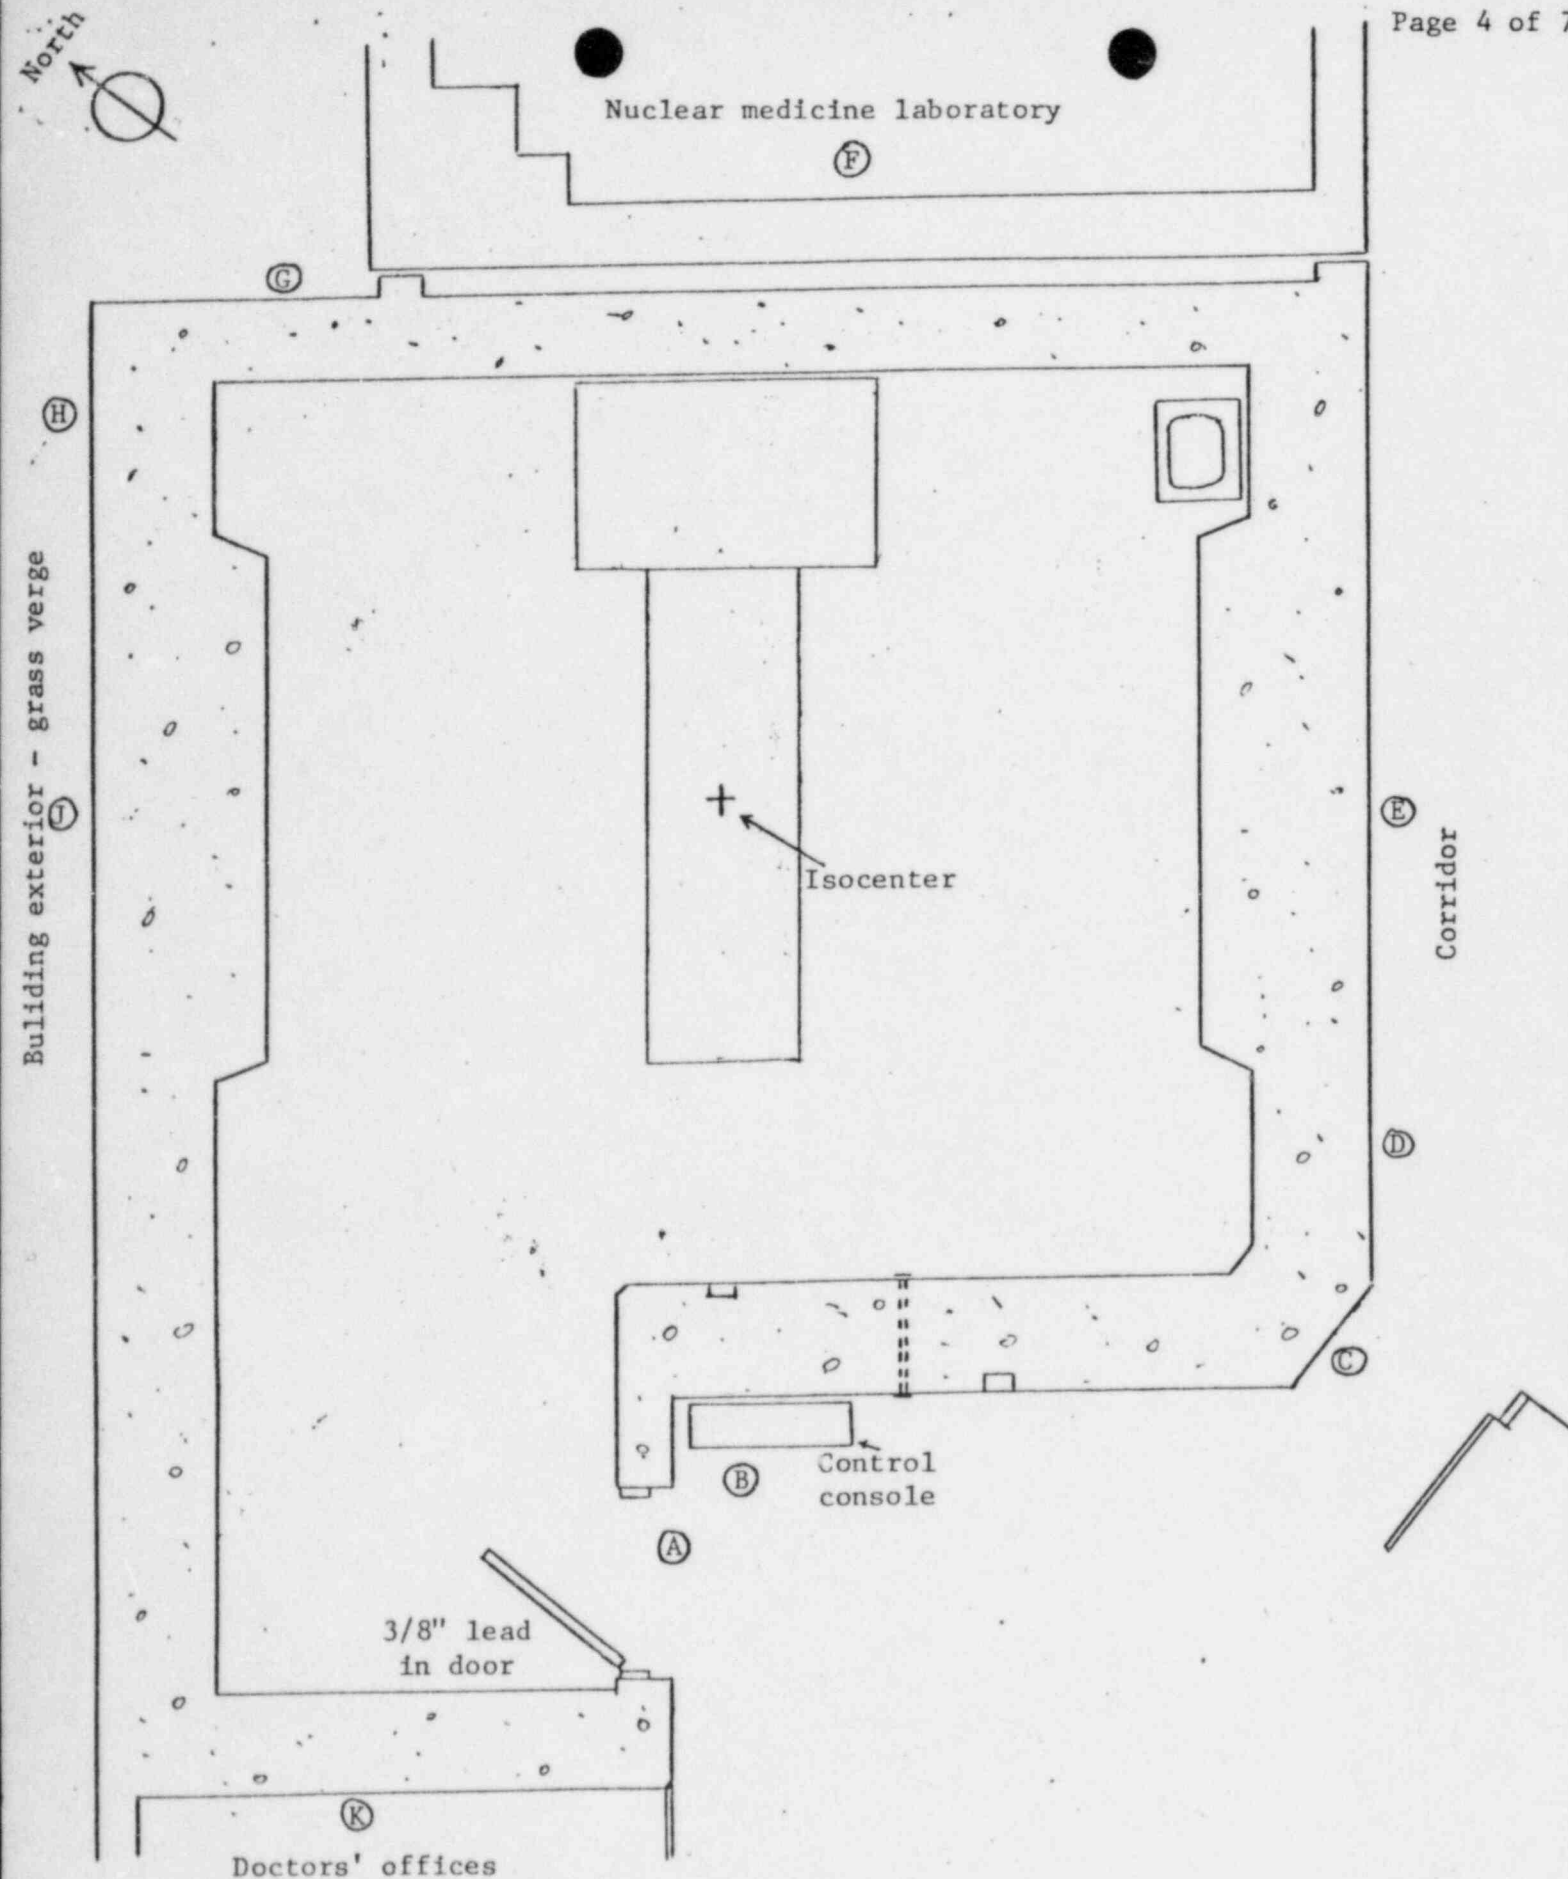 Page 4 of 7
North
Nuclear medicine laboratory
F
G
H
Buliding exterior - grass verge
J
E
Isocenter
Corridor
D
C
Control
console
B
A
3/8" lead
in door
K
Doctors' offices